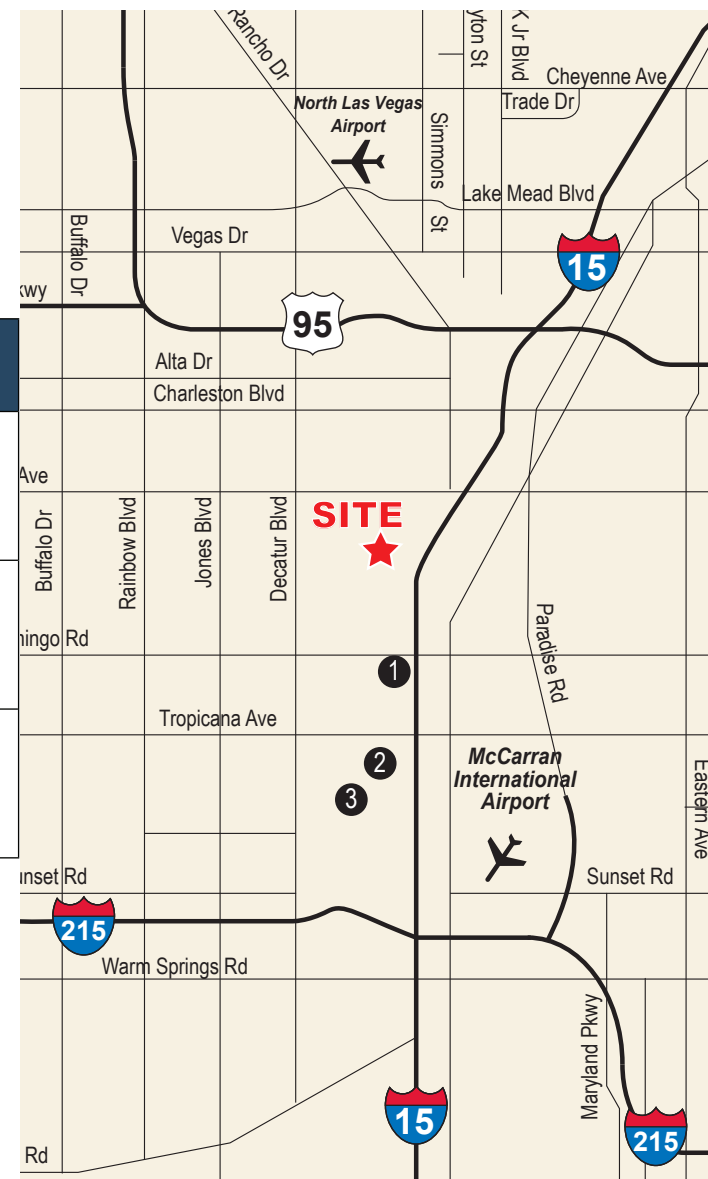 Rancho Dr
yton St
K Jr Blvd
Cheyenne Ave
Trade Dr
North Las Vegas
Airport
Simmons St
Lake Mead Blvd
Buffalo Dr
Vegas Dr
15
kwy
95
Alta Dr
Charleston Blvd
Ave
SITE
Buffalo Dr
Rainbow Blvd
Jones Blvd
Decatur Blvd
Paradise Rd
ningo Rd
1
Tropicana Ave
2
3
McCarran
International
Airport
Eastern Ave
unset Rd
Sunset Rd
215
Warm Springs Rd
Maryland Pkwy
15
215
Rd